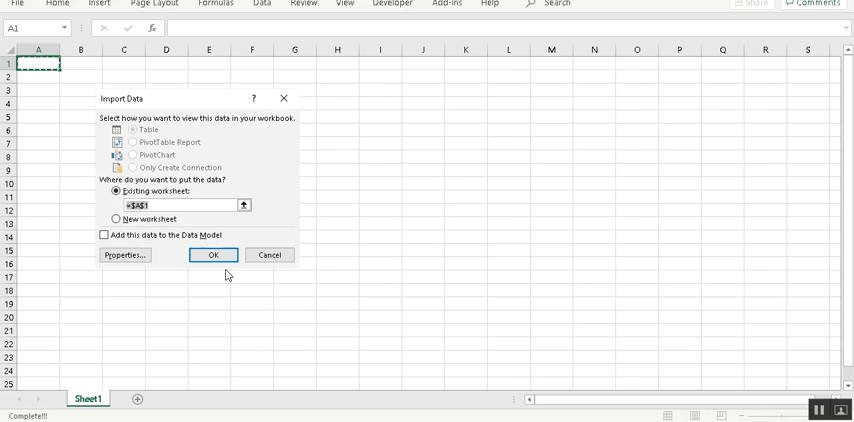 File Home Insert Page Layout Formulas Data Review View Developer Add-ins Help Search Share Comments
A1 fx
A B C D E F G H I J K L M N O P Q R S
1
2
3
4
5
6
7
8
9
10
11
12
13
14
15
16
17
18
19
20
21
22
23
24
25
Import Data ?
Select how you want to view this data in your workbook.
Table
PivotTable Report
PivotChart
Only Create Connection
Where do you want to put the data?
Existing worksheet:
=$A$1
New worksheet
Add this data to the Data Model
Properties... OK Cancel
Sheet1
Complete!!!